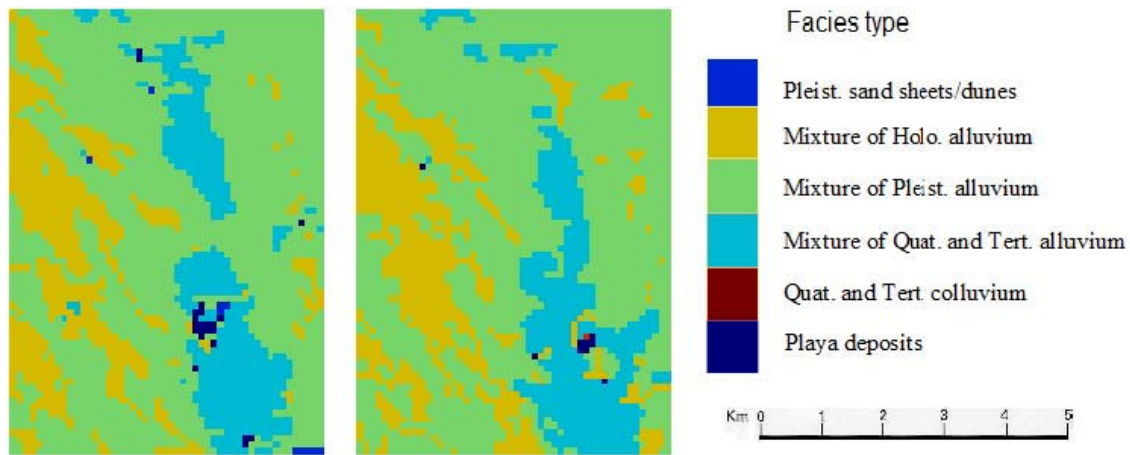 Facies type
Pleist. sand sheets/dunes
Mixture of Holo. alluvium
Mixture of Pleist. alluvium
Mixture of Quat. and Tert. alluvium
Quat. and Tert. colluvium
Playa deposits
Km 0 1 2 3 4 5